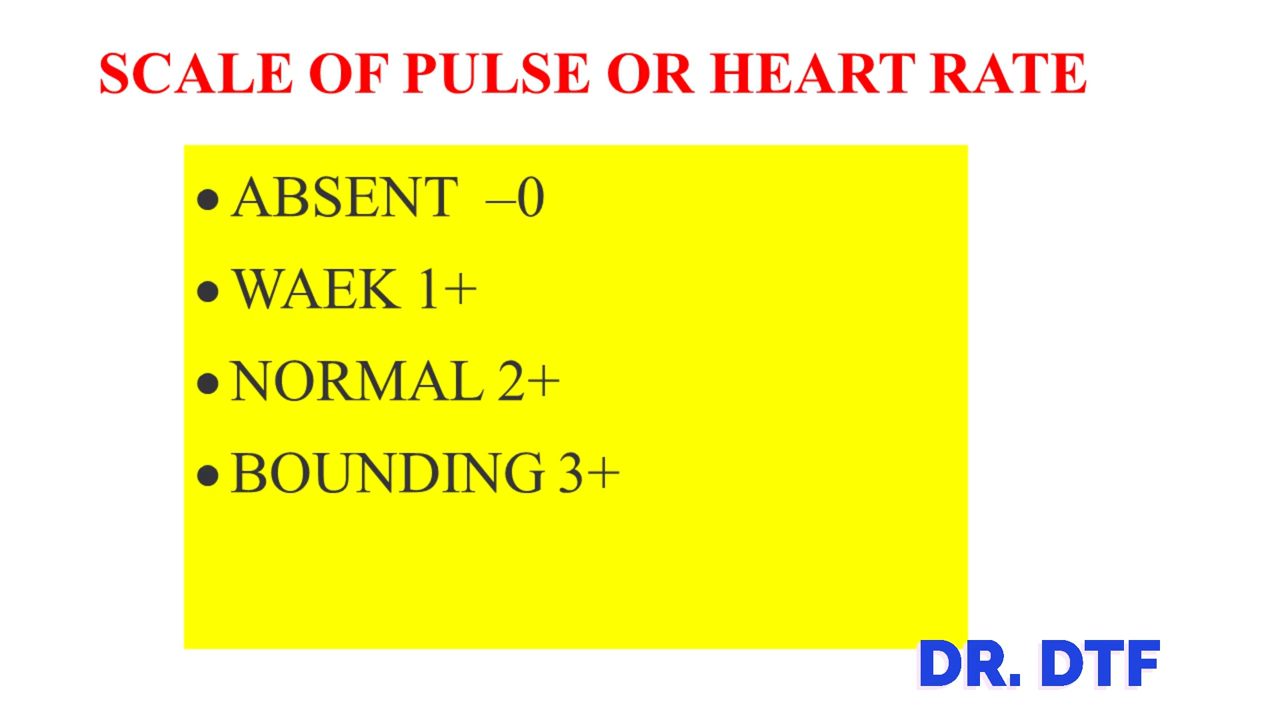 SCALE OF PULSE OR HEART RATE
• ABSENT –0
• WAEK 1+
• NORMAL 2+
• BOUNDING 3+
DR. DTF